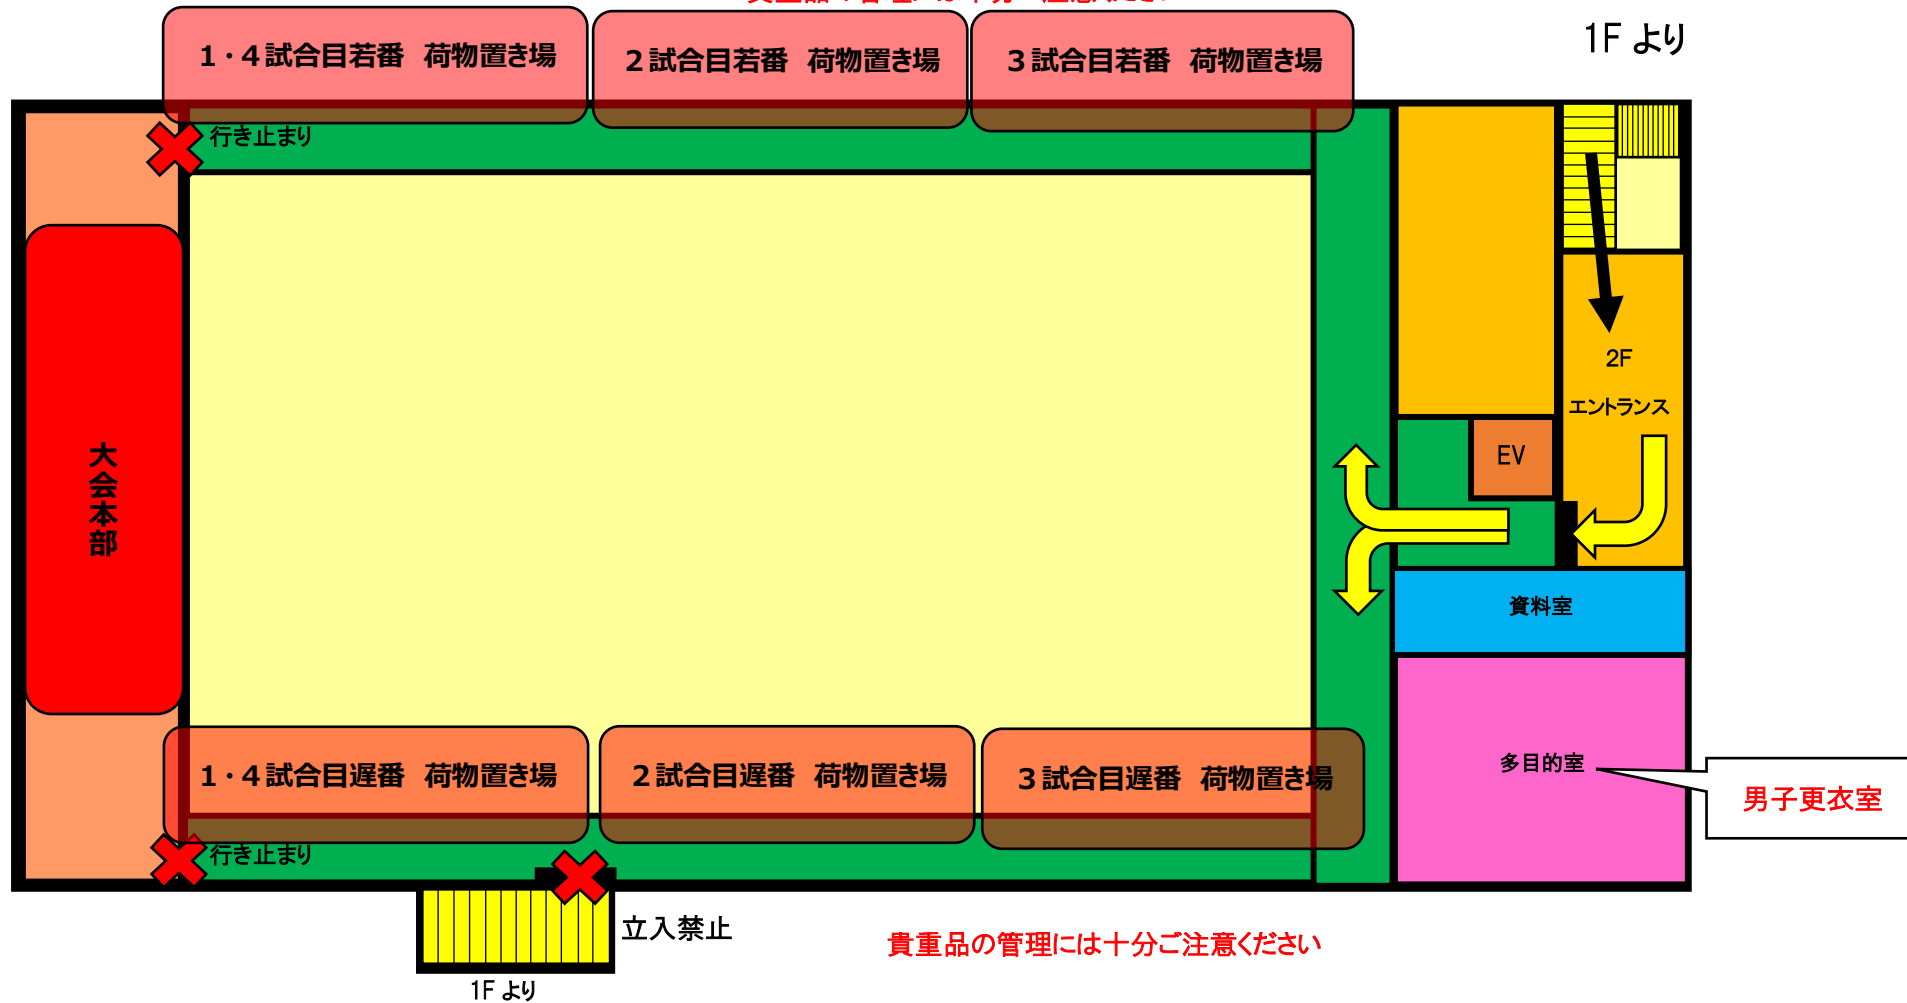 1F より
1・4試合目若番 荷物置き場
2試合目若番 荷物置き場
3試合目若番 荷物置き場
行き止まり
2F
エントランス
EV
大会本部
資料室
多目的室
男子更衣室
1・4試合目遅番 荷物置き場
2試合目遅番 荷物置き場
3試合目遅番 荷物置き場
行き止まり
立入禁止
貴重品の管理には十分ご注意ください
1F より